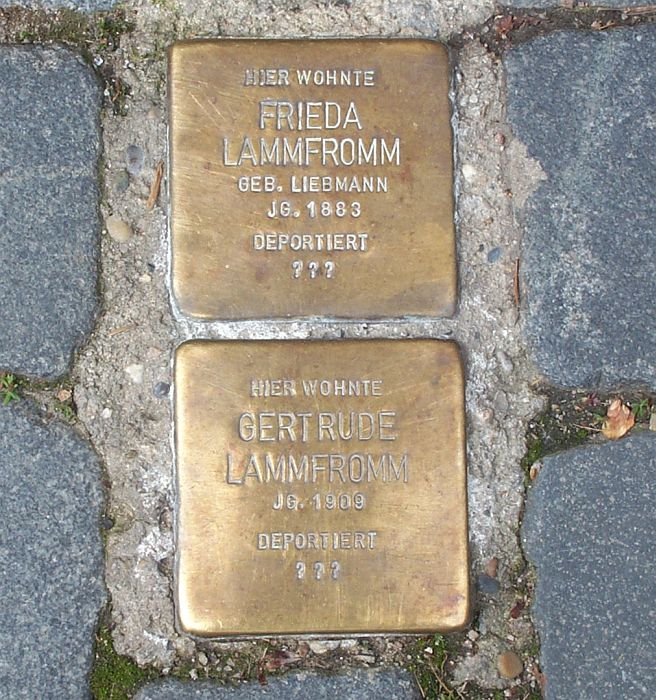 HIER WOHNTE
FRIEDA
LAMMFROMM
GEB. LIEBMANN
JG. 1883
DEPORTIERT
???
HIER WOHNTE
GERTRUDE
LAMMFROMM
JG. 1909
DEPORTIERT
???